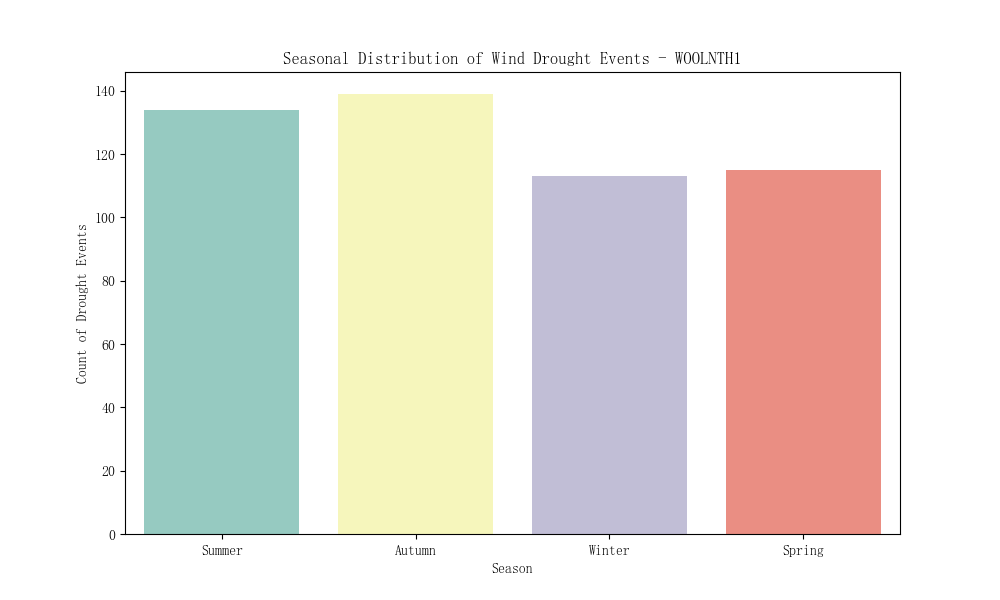 Seasonal Distribution of Wind Drought Events - WOOLNTH1
140
120
100
80
60
40
20
0
Count of Drought Events
Summer Autumn Winter Spring
Season